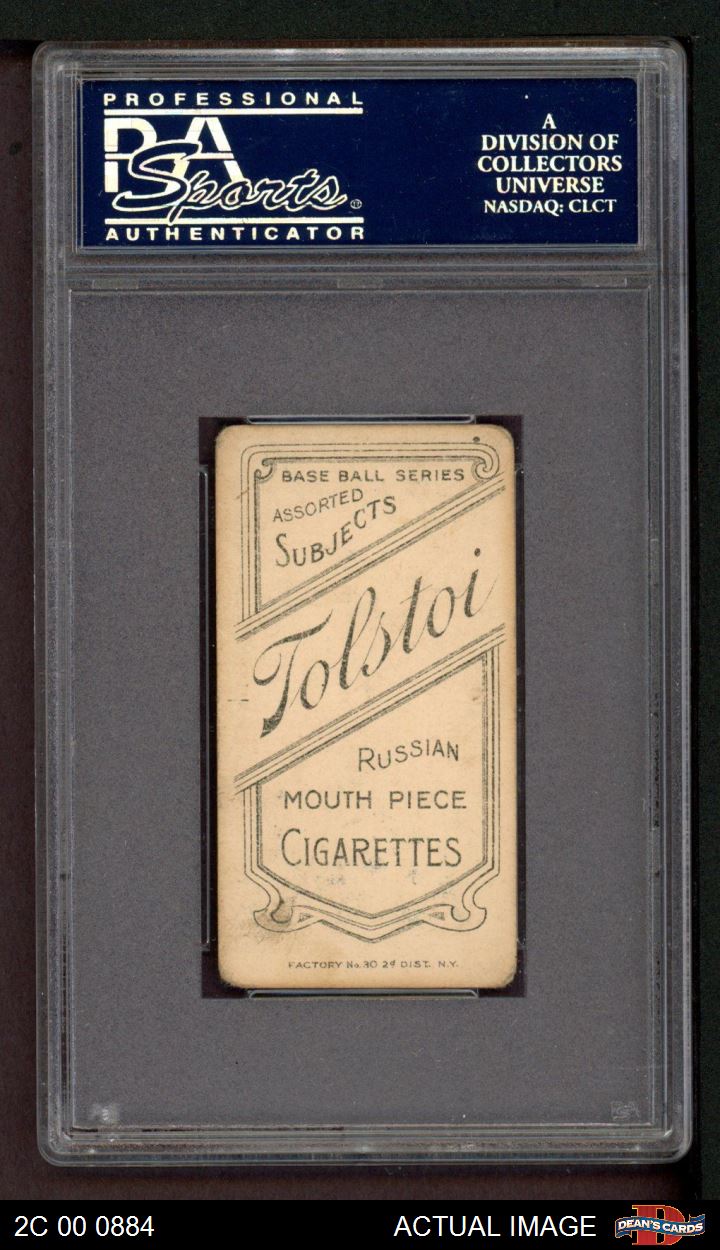 PROFESSIONAL
PSA
Sports
AUTHENTICATOR
A
DIVISION OF
COLLECTORS
UNIVERSE
NASDAQ: CLCT
BASE BALL SERIES
ASSORTED
SUBJECTS
Tolstoi
RUSSIAN
MOUTH PIECE
CIGARETTES
FACTORY No. 30 2d DIST. N.Y.
PSA
2C 00 0884
ACTUAL IMAGE
DEAN'S CARDS